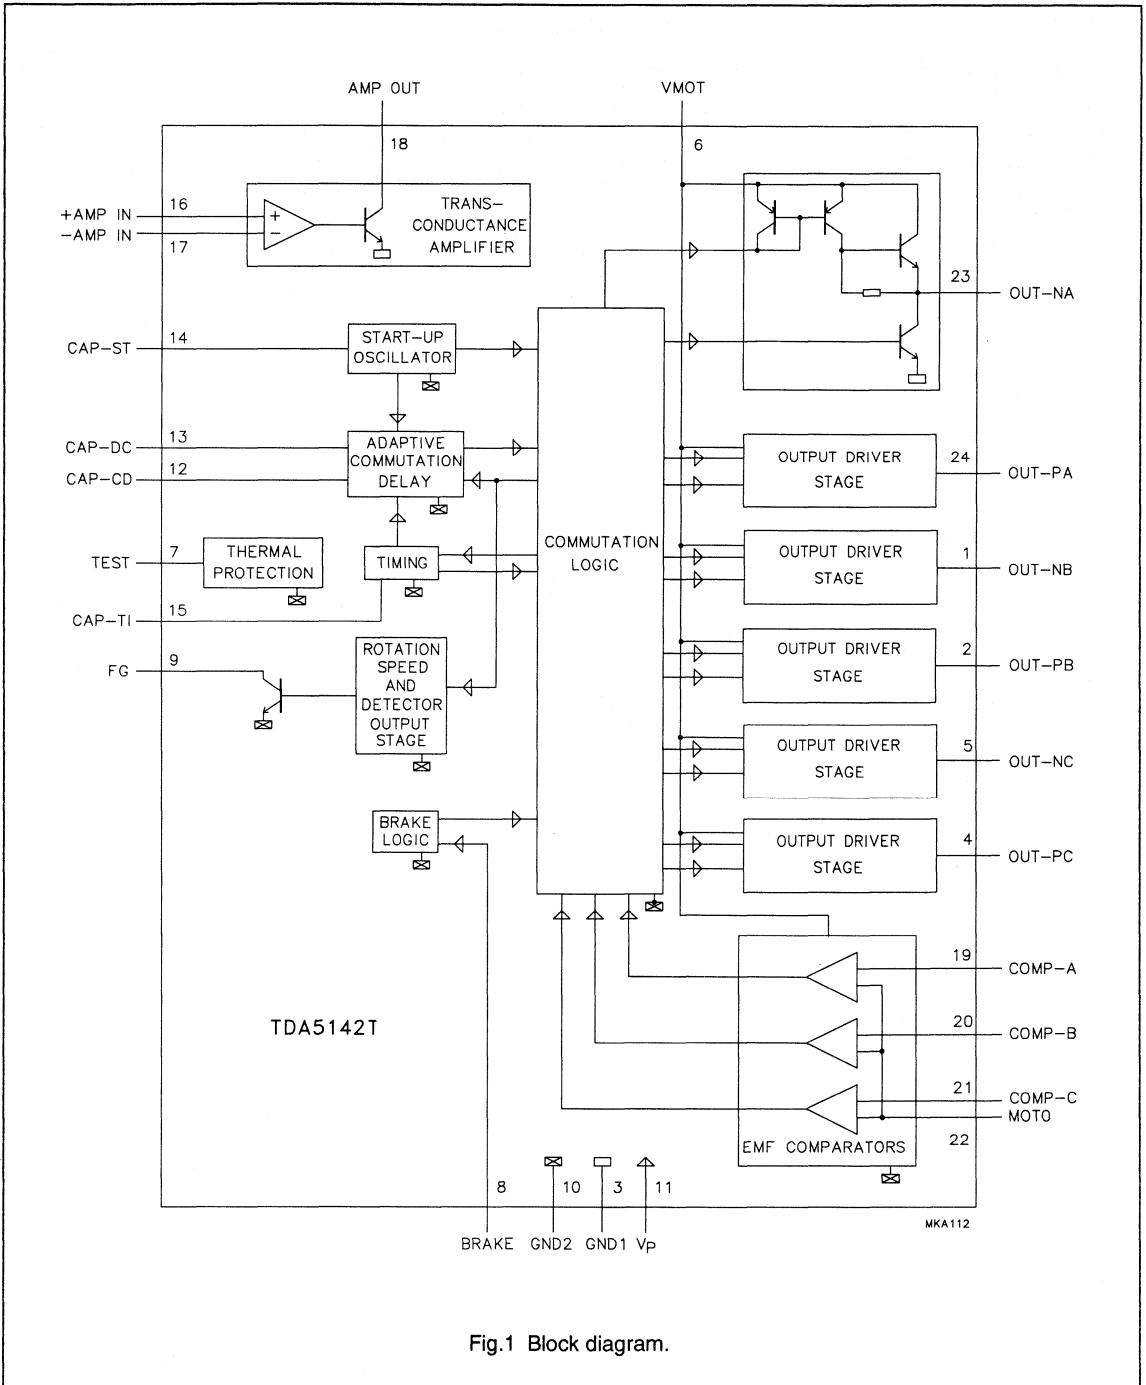 AMP OUT
VMOT
18
6
+AMP IN
16
−AMP IN
17
+
−
TRANS-
CONDUCTANCE
AMPLIFIER
23
OUT-NA
CAP-ST
14
START-UP
OSCILLATOR
CAP-DC
13
CAP-CD
12
ADAPTIVE
COMMUTATION
DELAY
COMMUTATION
LOGIC
OUTPUT DRIVER
STAGE
24
OUT-PA
TEST
7
THERMAL
PROTECTION
TIMING
OUTPUT DRIVER
STAGE
1
OUT-NB
CAP-TI
15
FG
9
ROTATION
SPEED
AND
DETECTOR
OUTPUT
STAGE
OUTPUT DRIVER
STAGE
2
OUT-PB
OUTPUT DRIVER
STAGE
5
OUT-NC
BRAKE
LOGIC
OUTPUT DRIVER
STAGE
4
OUT-PC
19
COMP-A
TDA5142T
20
COMP-B
21
COMP-C
MOT0
22
EMF COMPARATORS
8
10
3
11
BRAKE
GND2
GND1
VP
MKA112
Fig.1 Block diagram.